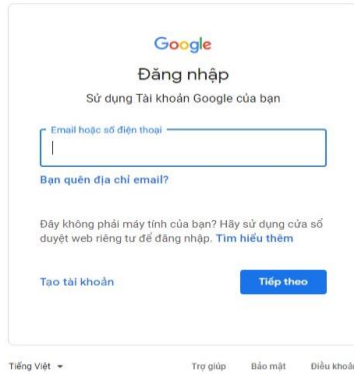 Google
Đăng nhập
Sử dụng Tài khoản Google của bạn
Email hoặc số điện thoại
Bạn quên địa chỉ email?
Đây không phải máy tính của bạn? Hãy sử dụng cửa sổ
duyệt web riêng tư để đăng nhập. Tìm hiểu thêm
Tạo tài khoản Tiếp theo
Tiếng Việt Trợ giúp Bảo mật Điều khoản